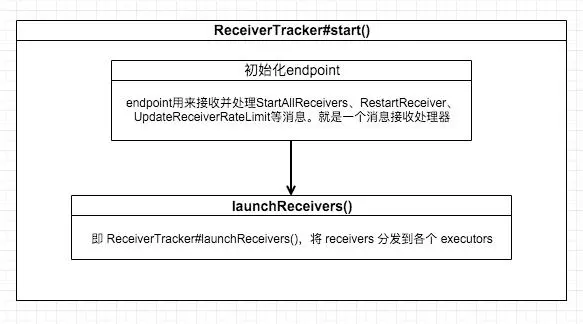 ReceiverTracker#start()
初始化endpoint
endpoint用来接收并处理StartAllReceivers、RestartReceiver、
UpdateReceiverRateLimit等消息。就是一个消息接收处理器
launchReceivers()
即 ReceiverTracker#launchReceivers()，将 receivers 分发到各个 executors